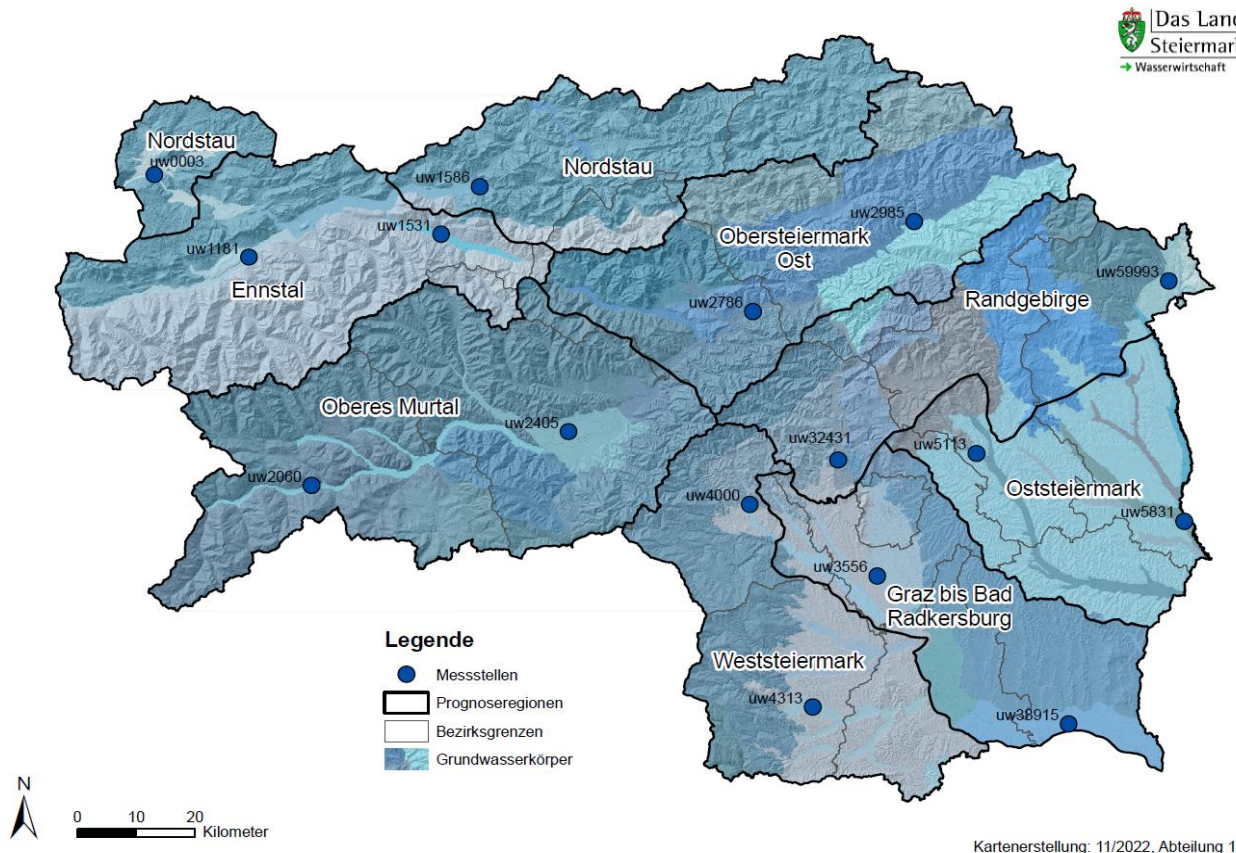 Das Land
Steiermark
→ Wasserwirtschaft
Nordstau
uw0003
Nordstau
uw1586
uw2985
uw1531
Obersteiermark
Ost
uw1181
uw59993
Ennstal
Randgebirge
uw2786
Oberes Murtal
uw2405
uw32431
uw5113
uw2060
Oststeiermark
uw4000
uw5831
uw3556
Graz bis Bad
Radkersburg
Legende
Messstellen
Prognoseregionen
Bezirksgrenzen
Grundwasserkörper
Weststeiermark
uw4313
uw38915
N
0 10 20
Kilometer
Kartenerstellung: 11/2022, Abteilung 1